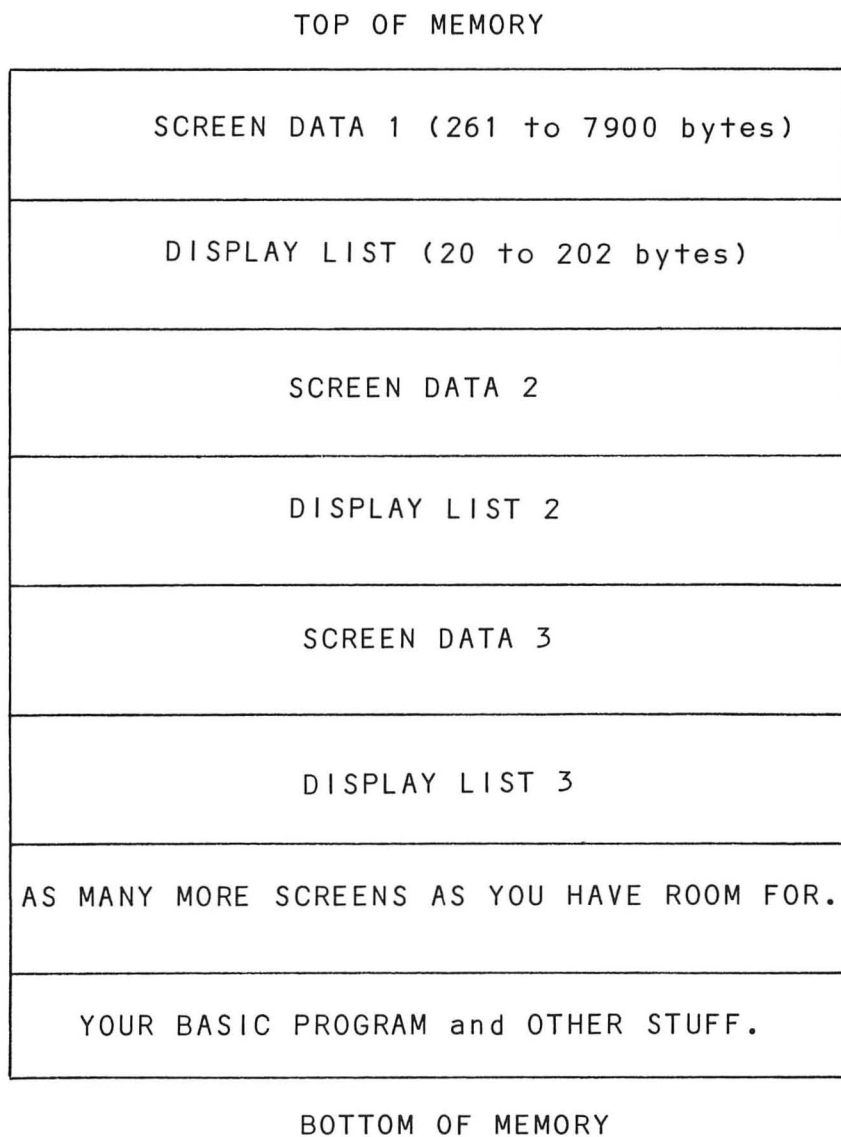 TOP OF MEMORY
SCREEN DATA 1 (261 to 7900 bytes)
DISPLAY LIST (20 to 202 bytes)
SCREEN DATA 2
DISPLAY LIST 2
SCREEN DATA 3
DISPLAY LIST 3
AS MANY MORE SCREENS AS YOU HAVE ROOM FOR.
YOUR BASIC PROGRAM and OTHER STUFF.
BOTTOM OF MEMORY